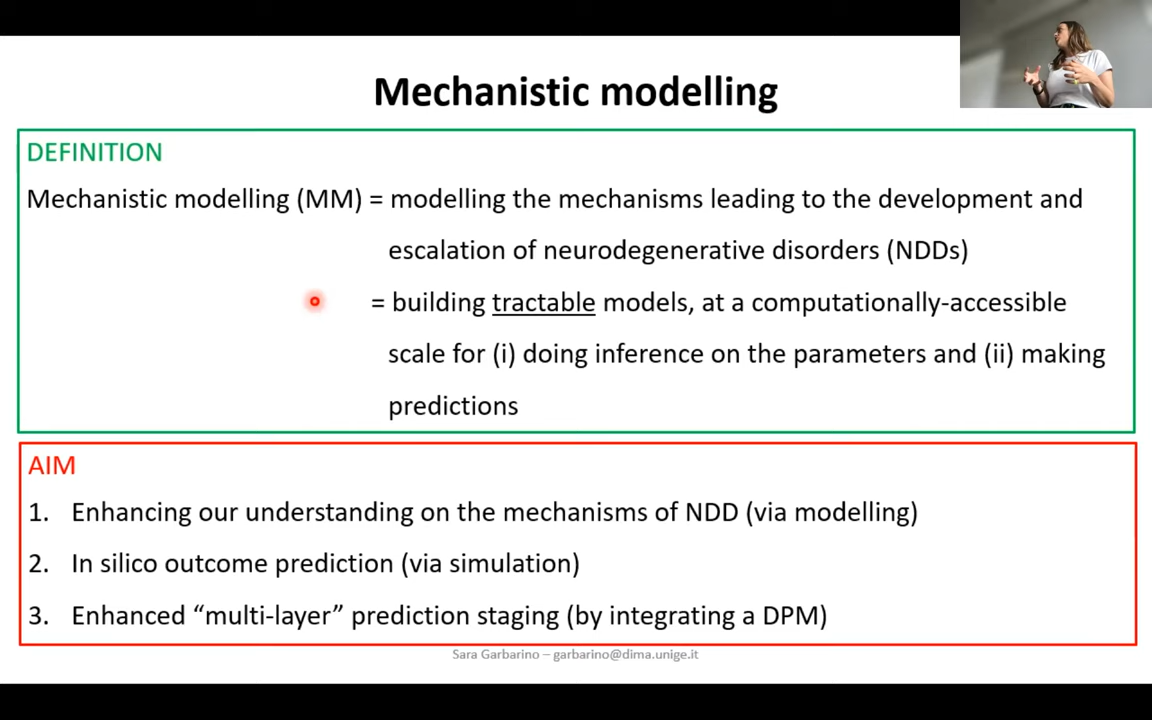 Mechanistic modelling
DEFINITION
Mechanistic modelling (MM) = modelling the mechanisms leading to the development and
escalation of neurodegenerative disorders (NDDs)
= building tractable models, at a computationally-accessible
scale for (i) doing inference on the parameters and (ii) making
predictions
AIM
1. Enhancing our understanding on the mechanisms of NDD (via modelling)
2. In silico outcome prediction (via simulation)
3. Enhanced “multi-layer” prediction staging (by integrating a DPM)
Sara Garbarino – garbarino@dima.unige.it